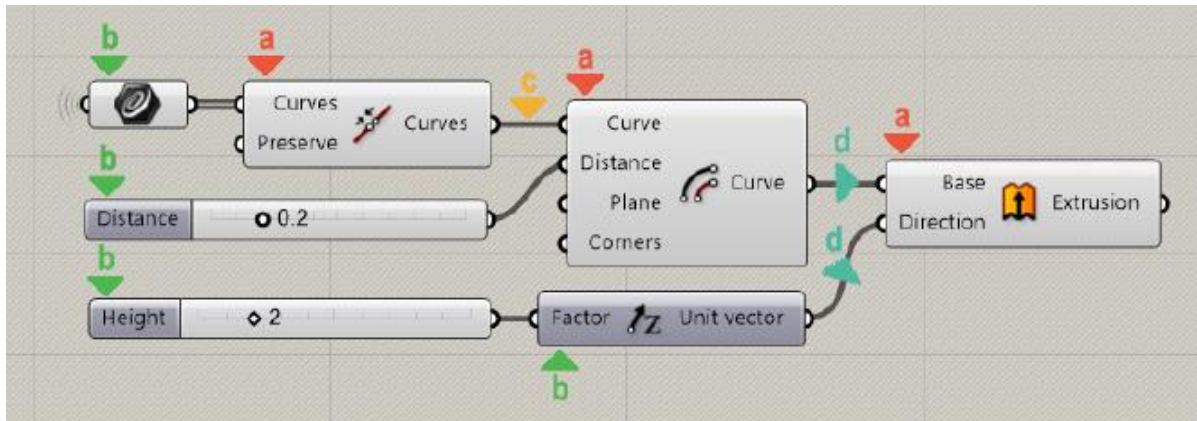 b
a
Curves
Preserve
Curves
c
a
Curve
Distance
Plane
Corners
Curve
b
Distance
0.2
d
a
Base
Direction
Extrusion
d
b
Height
2
Factor
Z
Unit vector
b